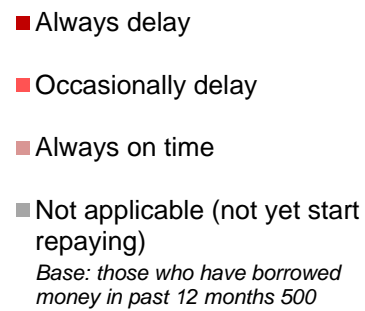 Always delay
Occasionally delay
Always on time
Not applicable (not yet start
repaying)
Base: those who have borrowed
money in past 12 months 500